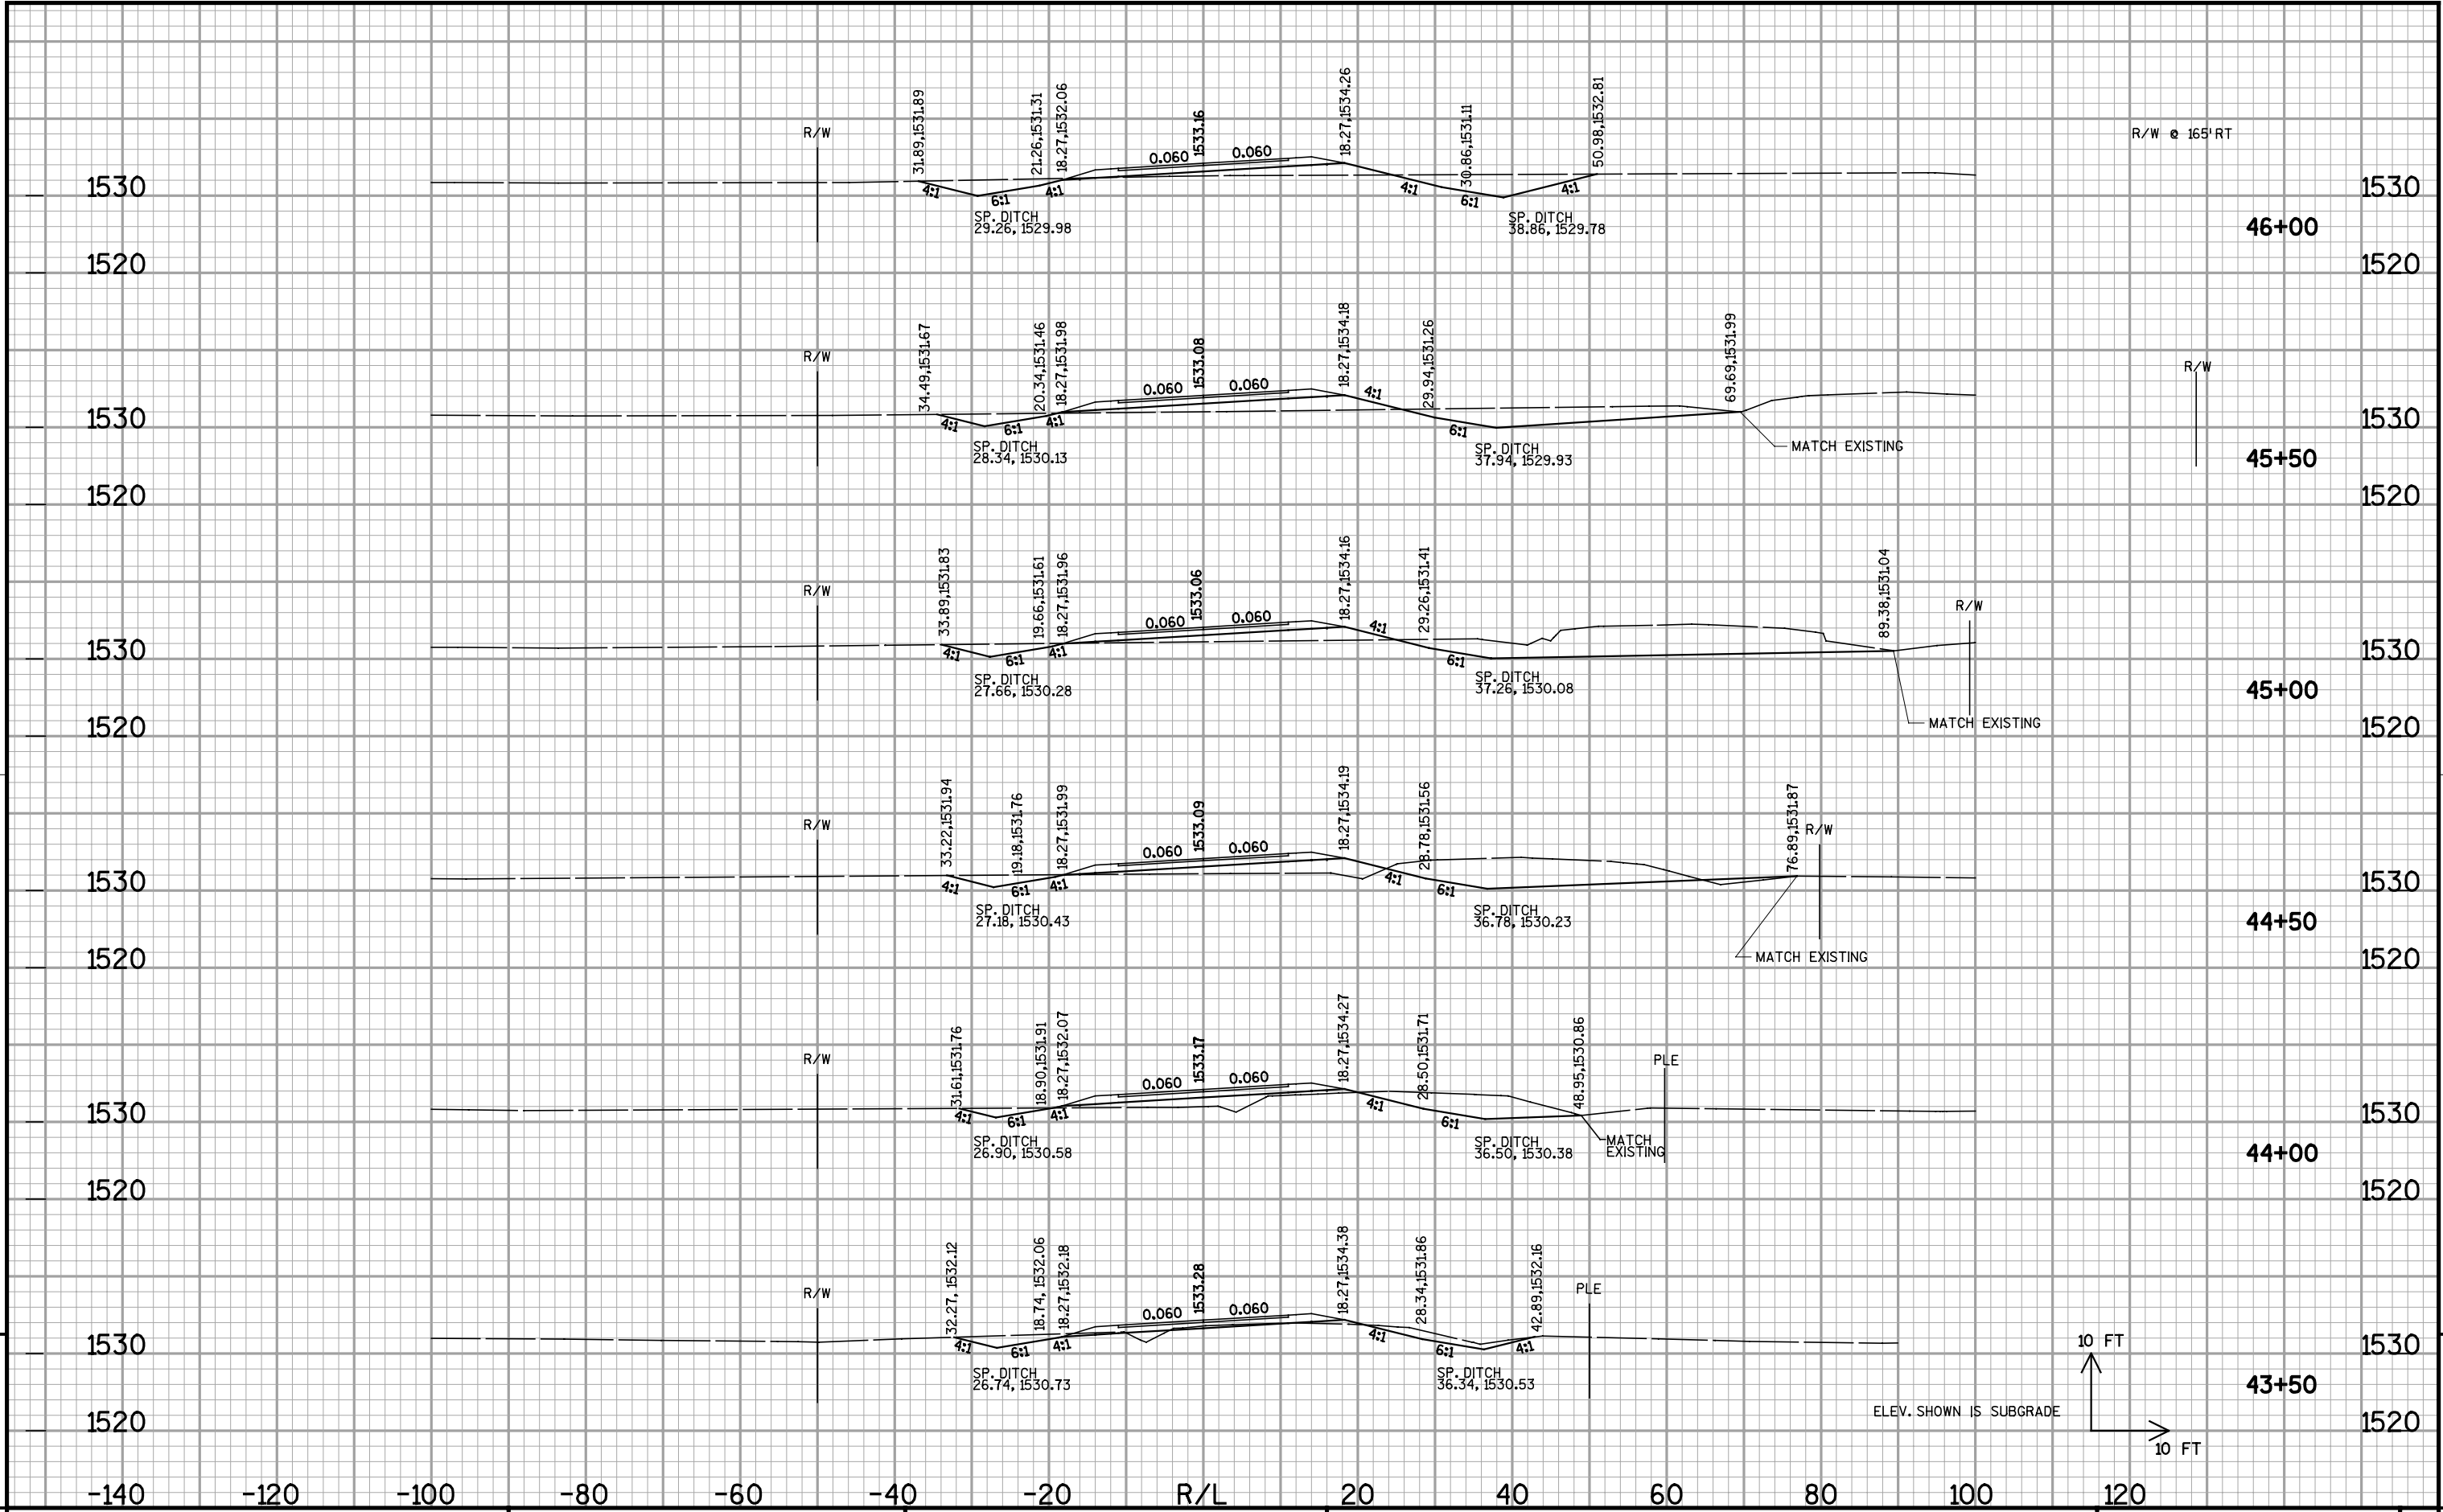 R/W @ 165' RT
46+00
R/W
31.89,1531.89
21.26,1531.31
18.27,1532.06
1533.16
18.27,1534.26
30.86,1531.11
50.98,1532.81
0.060 0.060
1530 1530
4:1 6:1 4:1 4:1 6:1 4:1
SP. DITCH
29.26, 1529.98
SP. DITCH
38.86, 1529.78
1520 1520
45+50
R/W R/W
34.49,1531.67
20.34,1531.46
18.27,1531.98
1533.08
18.27,1534.18
29.94,1531.26
69.69,1531.99
0.060 0.060
1530 1530
4:1 6:1 4:1 4:1 6:1
SP. DITCH
28.34, 1530.13
SP. DITCH
37.94, 1529.93
MATCH EXISTING
1520 1520
45+00
R/W R/W
33.89,1531.83
19.66,1531.61
18.27,1531.96
1533.06
18.27,1534.16
29.26,1531.41
89.38,1531.04
0.060 0.060
1530 1530
4:1 6:1 4:1 4:1 6:1
SP. DITCH
27.66, 1530.28
SP. DITCH
37.26, 1530.08
MATCH EXISTING
1520 1520
44+50
R/W R/W
33.22,1531.94
19.18,1531.76
18.27,1531.99
1533.09
18.27,1534.19
28.78,1531.56
76.89,1531.87
0.060 0.060
1530 1530
4:1 6:1 4:1 4:1 6:1
SP. DITCH
27.18, 1530.43
SP. DITCH
36.78, 1530.23
MATCH EXISTING
1520 1520
44+00
R/W PLE
31.61,1531.76
18.90,1531.91
18.27,1532.07
1533.17
18.27,1534.27
28.50,1531.71
48.95,1530.86
0.060 0.060
1530 1530
4:1 6:1 4:1 4:1 6:1
SP. DITCH
26.90, 1530.58
SP. DITCH
36.50, 1530.38
MATCH
EXISTING
1520 1520
43+50
R/W PLE
32.27, 1532.12
18.74, 1532.06
18.27,1532.18
1533.28
18.27,1534.38
28.34,1531.86
42.89,1532.16
0.060 0.060
1530 1530
4:1 6:1 4:1 4:1 6:1 4:1
SP. DITCH
26.74, 1530.73
SP. DITCH
36.34, 1530.53
1520 1520
10 FT
ELEV. SHOWN IS SUBGRADE
10 FT
-140 -120 -100 -80 -60 -40 -20 R/L 20 40 60 80 100 120